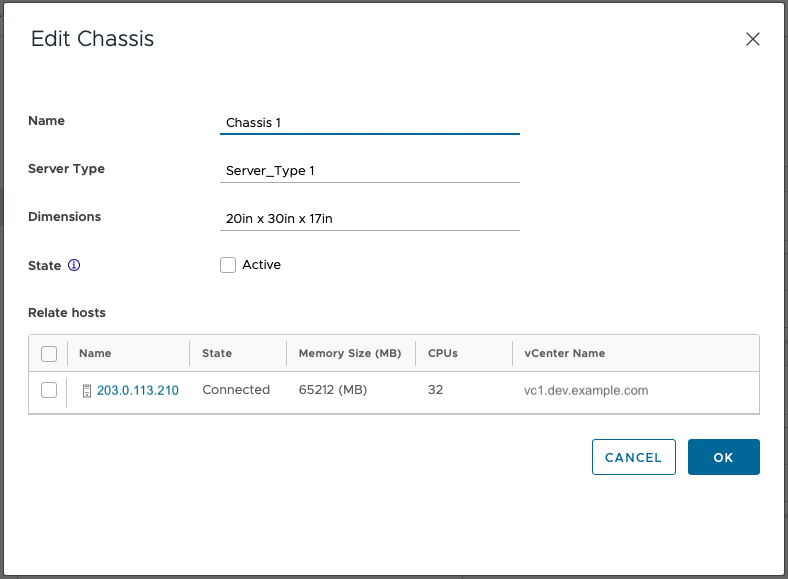 Edit Chassis
Name
Chassis 1
Server Type
Server_Type 1
Dimensions
20in x 30in x 17in
State
Active
Relate hosts
Name State Memory Size (MB) CPUs vCenter Name
203.0.113.210 Connected 65212 (MB) 32 vc1.dev.example.com
CANCEL OK